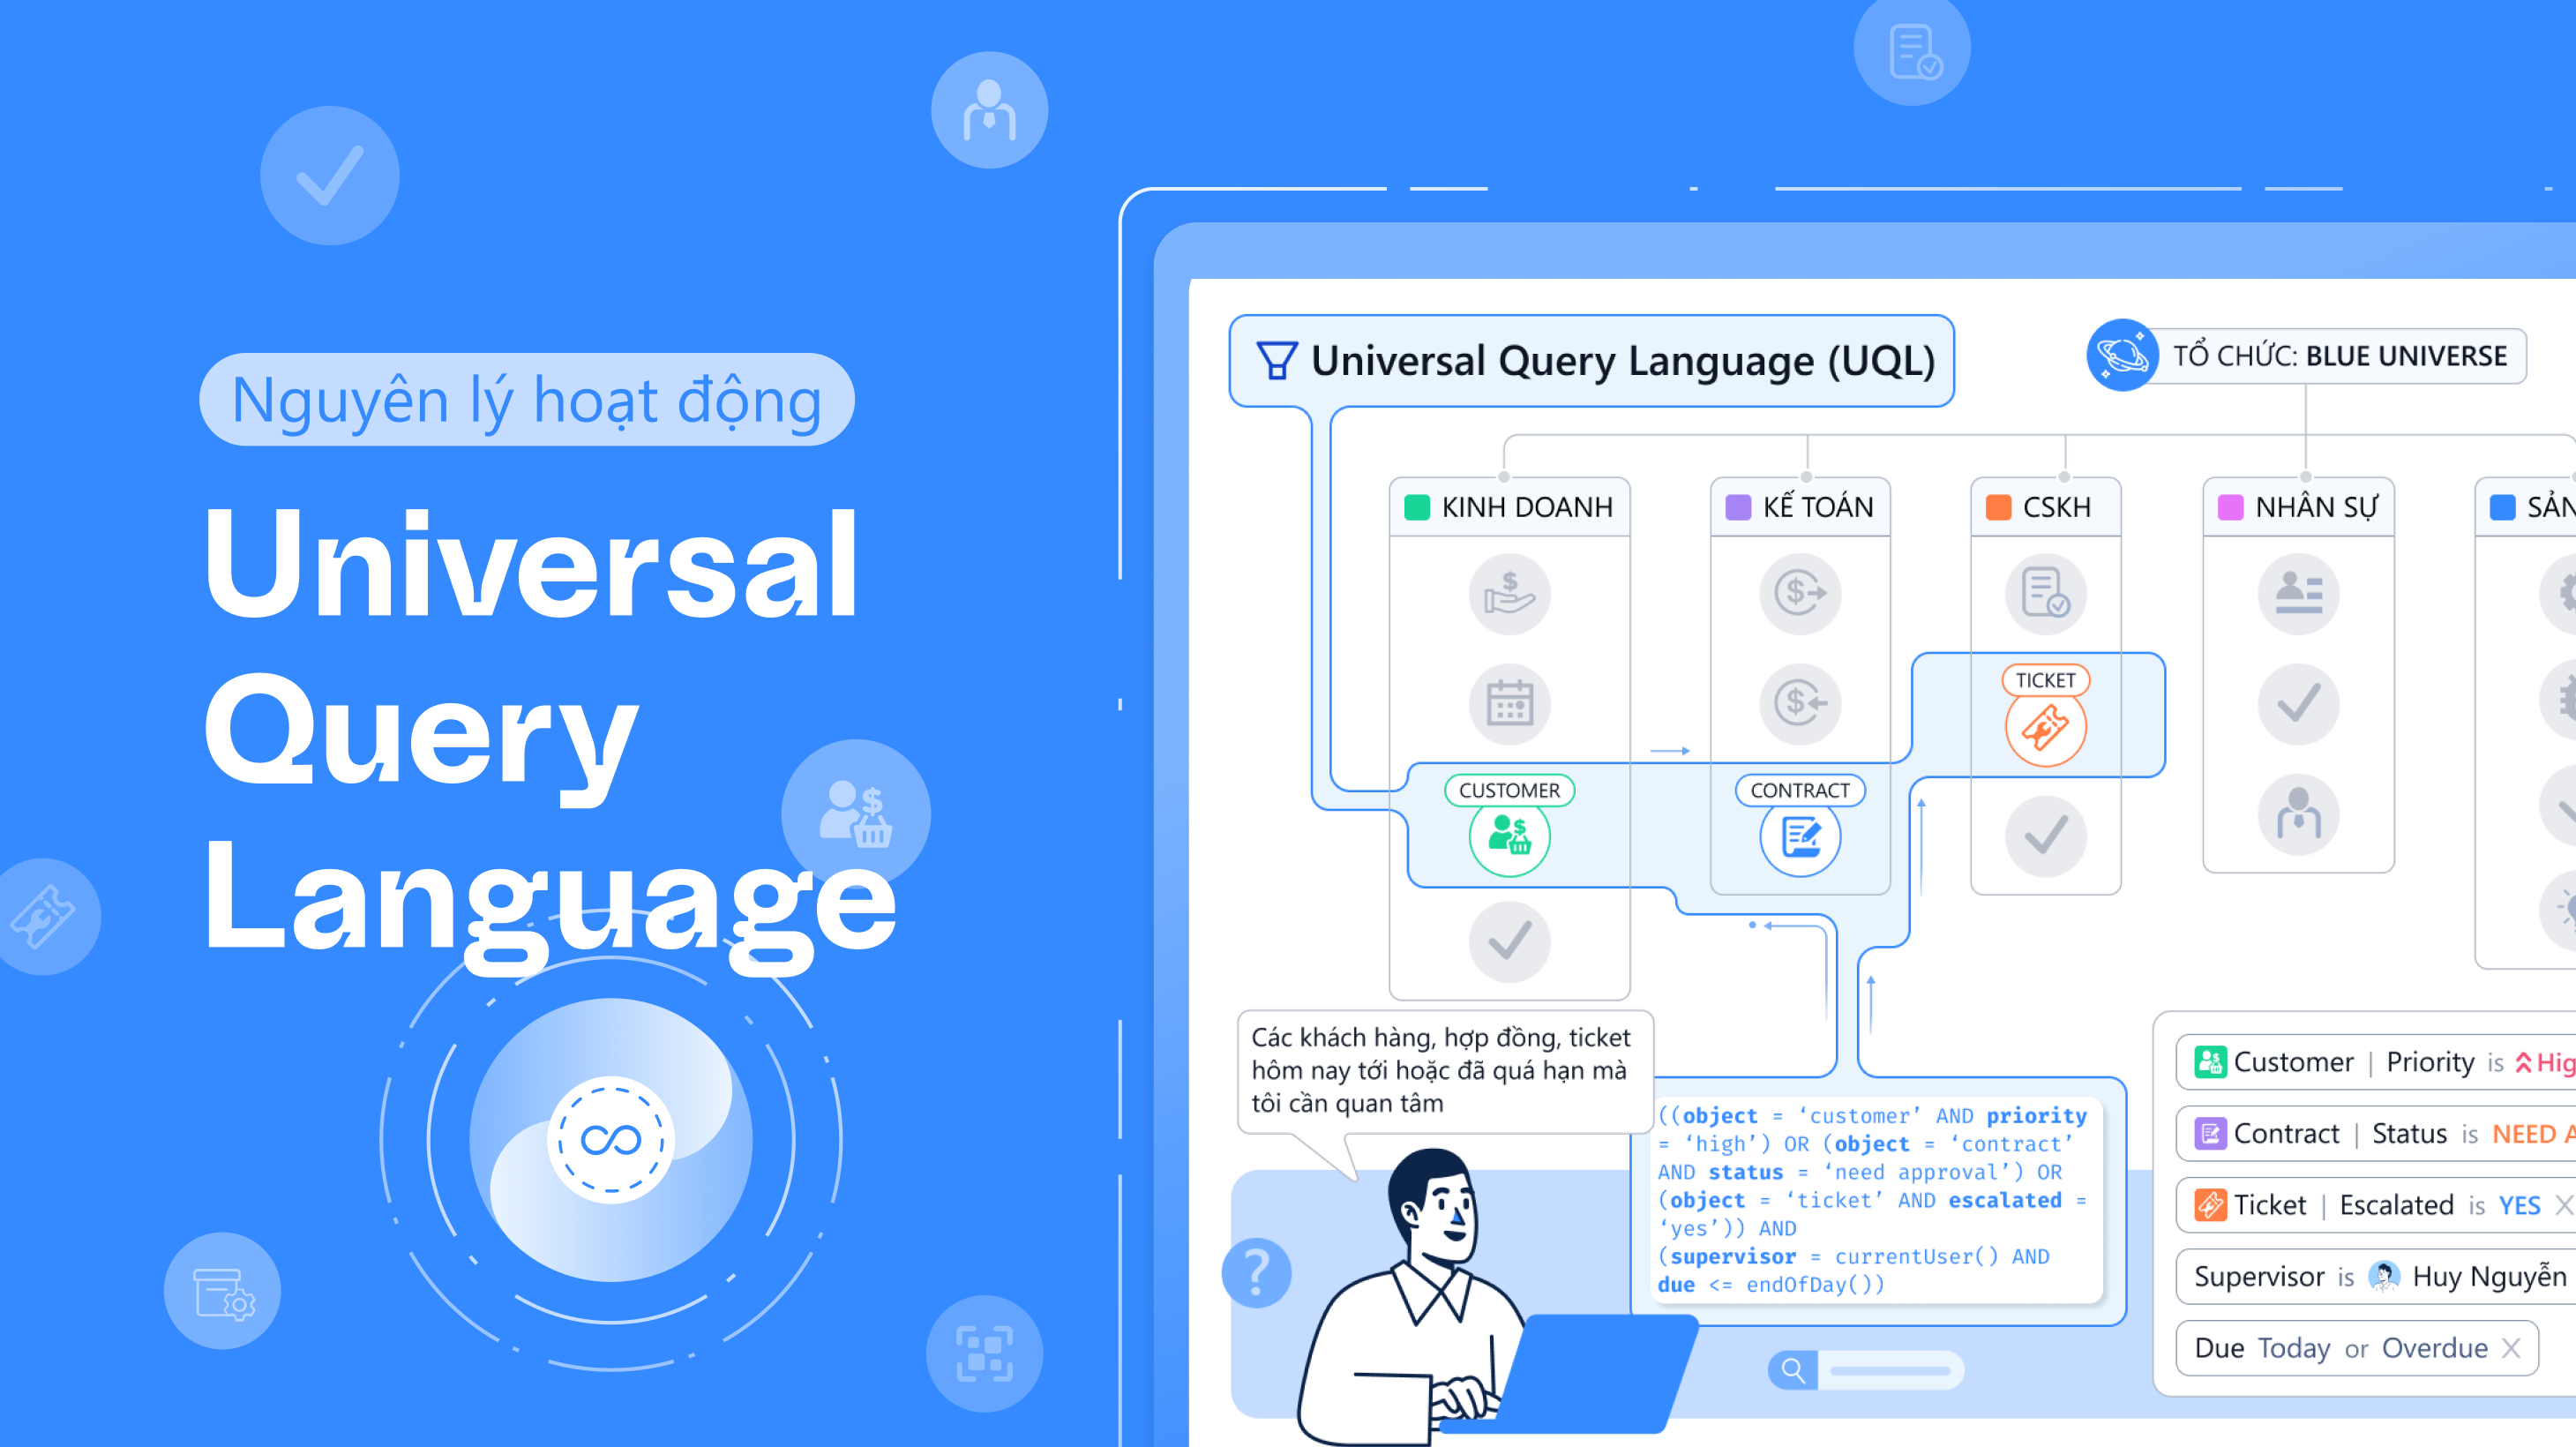 Nguyên lý hoạt động
Universal
Query
Language
Universal Query Language (UQL)
TỔ CHỨC: BLUE UNIVERSE
KINH DOANH
KẾ TOÁN
CSKH
NHÂN SỰ
SẢN
TICKET
CUSTOMER
CONTRACT
Các khách hàng, hợp đồng, ticket
hôm nay tới hoặc đã quá hạn mà
tôi cần quan tâm
((object = ‘customer’ AND priority
= ‘high’) OR (object = ‘contract’
AND status = ‘need approval’) OR
(object = ‘ticket’ AND escalated =
‘yes’)) AND
(supervisor = currentUser() AND
due <= endOfDay())
?
Customer | Priority is Hig
Contract | Status is NEED A
Ticket | Escalated is YES X
Supervisor is Huy Nguyễn
Due Today or Overdue X